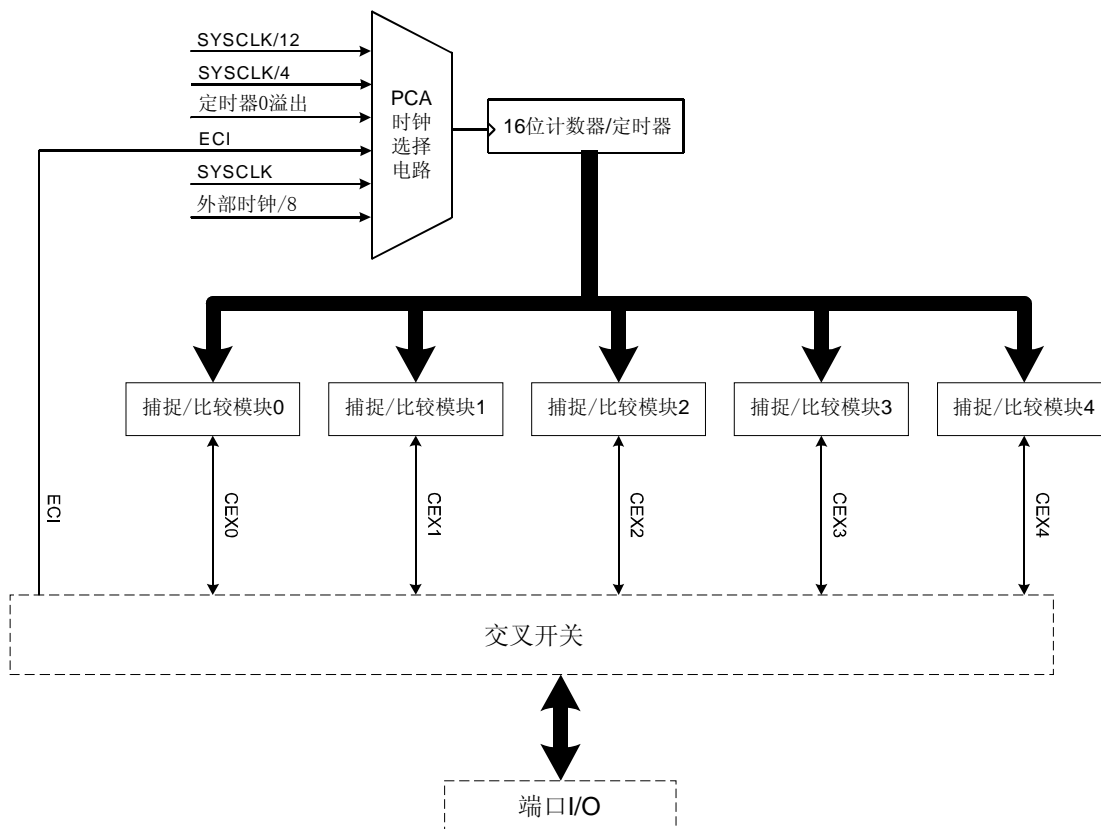 SYSCLK/12
SYSCLK/4
定时器0溢出
ECI
SYSCLK
外部时钟/8
PCA
时钟
选择
电路
16位计数器/定时器
捕捉/比较模块0
捕捉/比较模块1
捕捉/比较模块2
捕捉/比较模块3
捕捉/比较模块4
ECI
CEX0
CEX1
CEX2
CEX3
CEX4
交叉开关
端口I/O